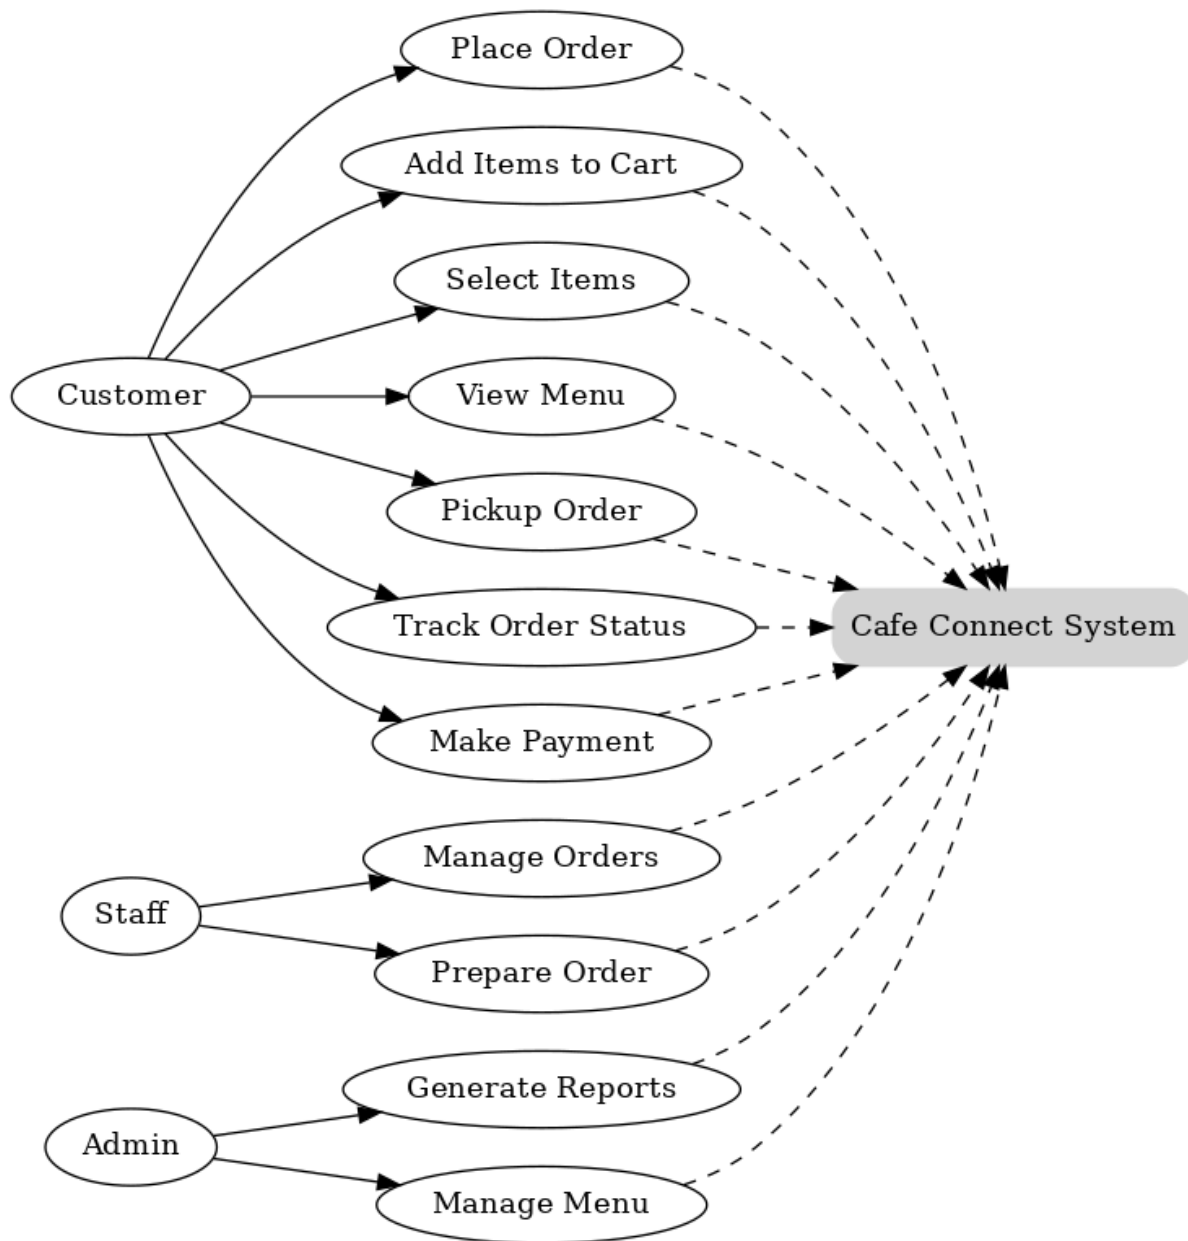 Place Order
Add Items to Cart
Select Items
Customer
View Menu
Pickup Order
Track Order Status
Cafe Connect System
Make Payment
Manage Orders
Staff
Prepare Order
Generate Reports
Admin
Manage Menu